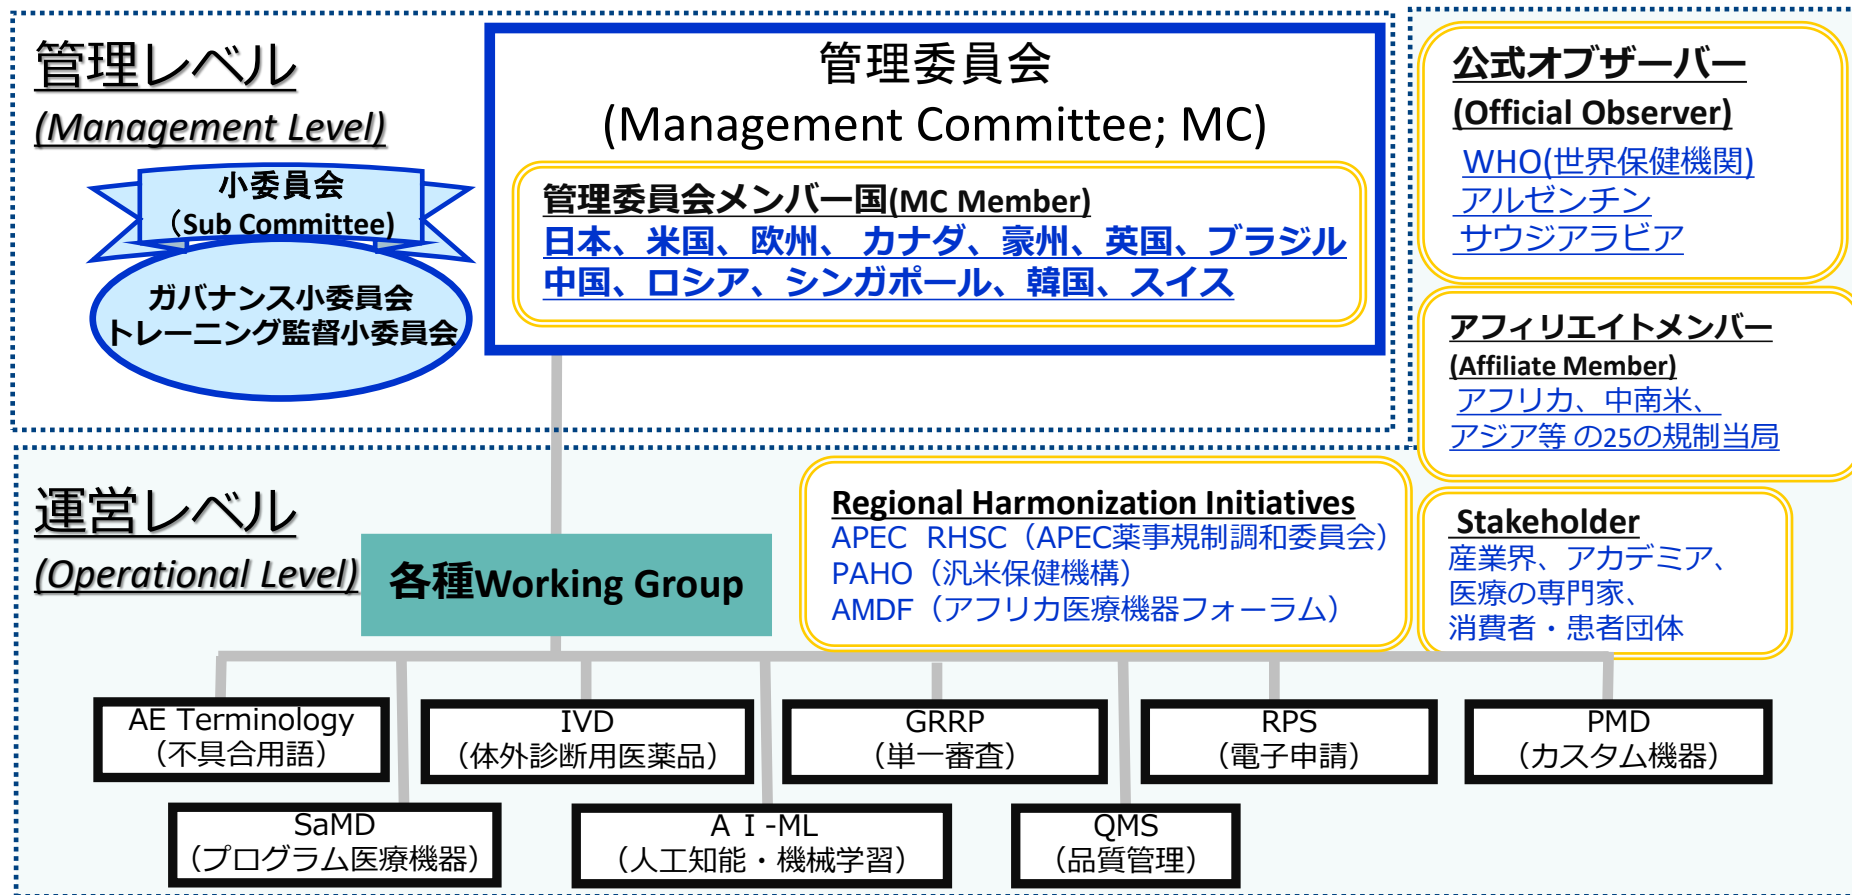 管理レベル
(Management Level)
小委員会
（Sub Committee)
ガバナンス小委員会
トレーニング監督小委員会
管理委員会
(Management Committee; MC)
管理委員会メンバー国(MC Member)
日本、米国、欧州、 カナダ、豪州、英国、ブラジル
中国、ロシア、シンガポール、韓国、スイス
公式オブザーバー
(Official Observer)
WHO(世界保健機関)
アルゼンチン
サウジアラビア
アフィリエイトメンバー
(Affiliate Member)
アフリカ、中南米、
アジア等 の25の規制当局
Stakeholder
産業界、アカデミア、
医療の専門家、
消費者・患者団体
運営レベル
(Operational Level)
各種Working Group
Regional Harmonization Initiatives
APEC RHSC（APEC薬事規制調和委員会）
PAHO（汎米保健機構）
AMDF（アフリカ医療機器フォーラム）
AE Terminology
（不具合用語）
IVD
（体外診断用医薬品）
GRRP
（単一審査）
RPS
（電子申請）
PMD
（カスタム機器）
SaMD
（プログラム医療機器）
ＡＩ-ML
（人工知能・機械学習）
QMS
（品質管理）